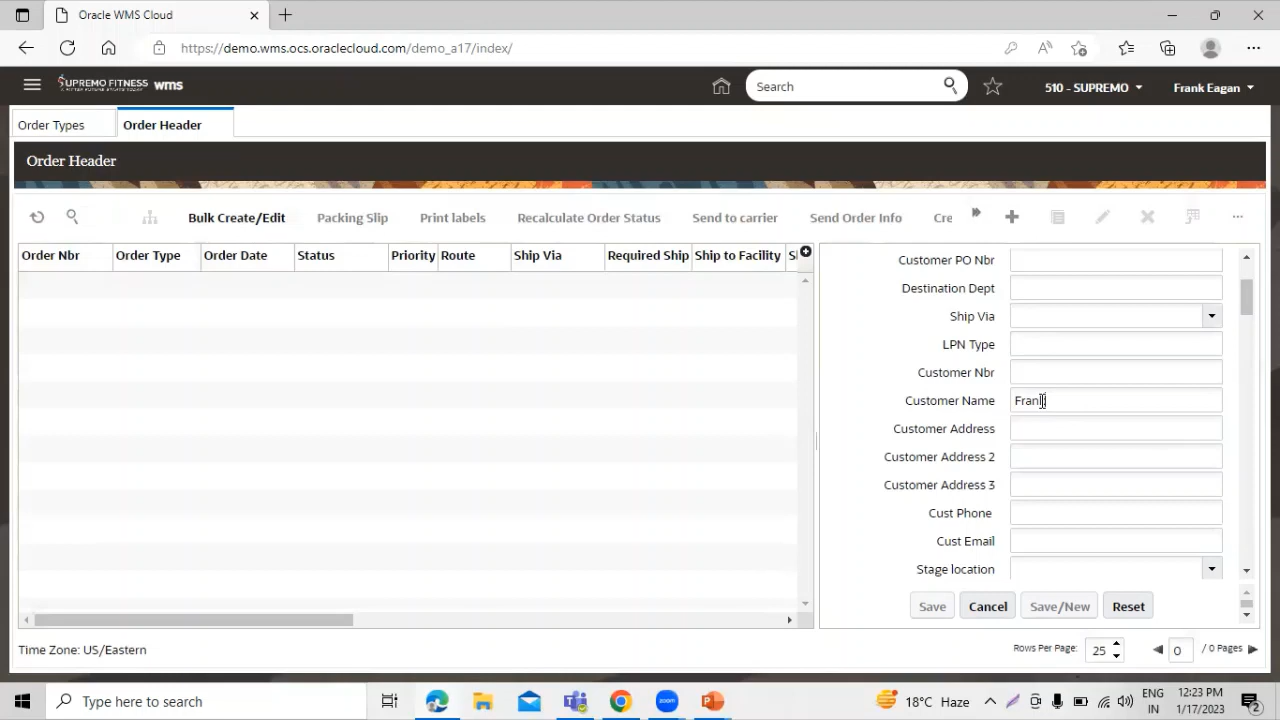 Oracle WMS Cloud
https://demo.wms.ocs.oraclecloud.com/demo_a17/index/
SUPREMO FITNESS wms
Search
510 - SUPREMO
Frank Eagan
Order Types
Order Header
Order Header
Bulk Create/Edit
Packing Slip
Print labels
Recalculate Order Status
Send to carrier
Send Order Info
Cre
Order Nbr
Order Type
Order Date
Status
Priority
Route
Ship Via
Required Ship
Ship to Facility
Customer PO Nbr
Destination Dept
Ship Via
LPN Type
Customer Nbr
Customer Name
Frank
Customer Address
Customer Address 2
Customer Address 3
Cust Phone
Cust Email
Stage location
Save
Cancel
Save/New
Reset
Time Zone: US/Eastern
Rows Per Page:
25
0
/ 0 Pages
Type here to search
18°C Haze
ENG
IN
12:23 PM
1/17/2023
2